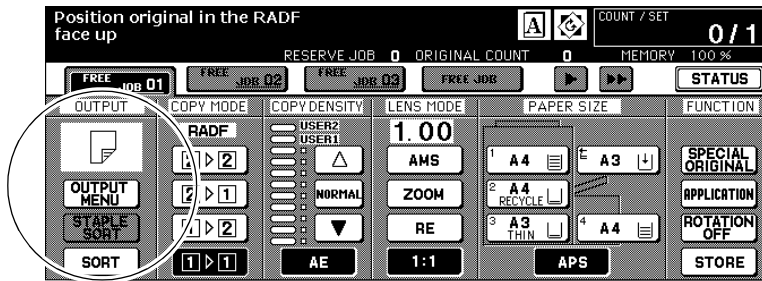 Position original in the RADF
face up
A
COUNT / SET
0/1
RESERVE JOB 0 ORIGINAL COUNT 0 MEMORY 100 %
FREE JOB 01 FREE JOB 02 FREE JOB 03 FREE JOB STATUS
OUTPUT COPY MODE COPY DENSITY LENS MODE PAPER SIZE FUNCTION
RADF
USER2
USER1
1.00
2 ▷ 2
AMS
1 A4
5 A3
SPECIAL
ORIGINAL
OUTPUT
MENU
2 ▷ 1
NORMAL
ZOOM
2 A4
RECYCLE
APPLICATION
STAPLE
SORT
1 ▷ 2
RE
3 A3
THIN
4 A4
ROTATION
OFF
SORT
1 ▷ 1
AE
1:1
APS
STORE